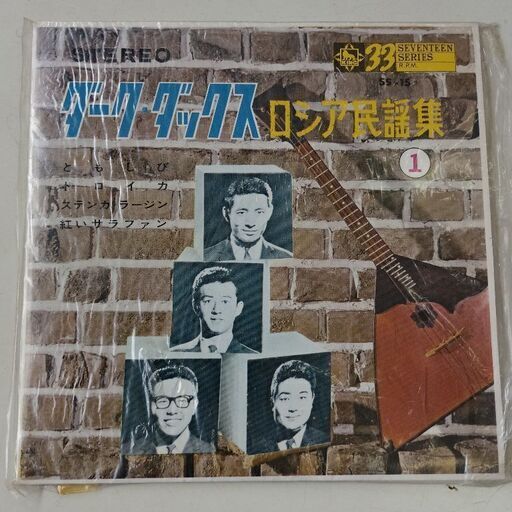 STEREO
KING
33 SEVENTEEN SERIES R.P.M.
SS-15
ダーク・ダックス ロシア民謡集
1
ともしび
トロイカ
ステンカ・ラージン
紅いサラファン